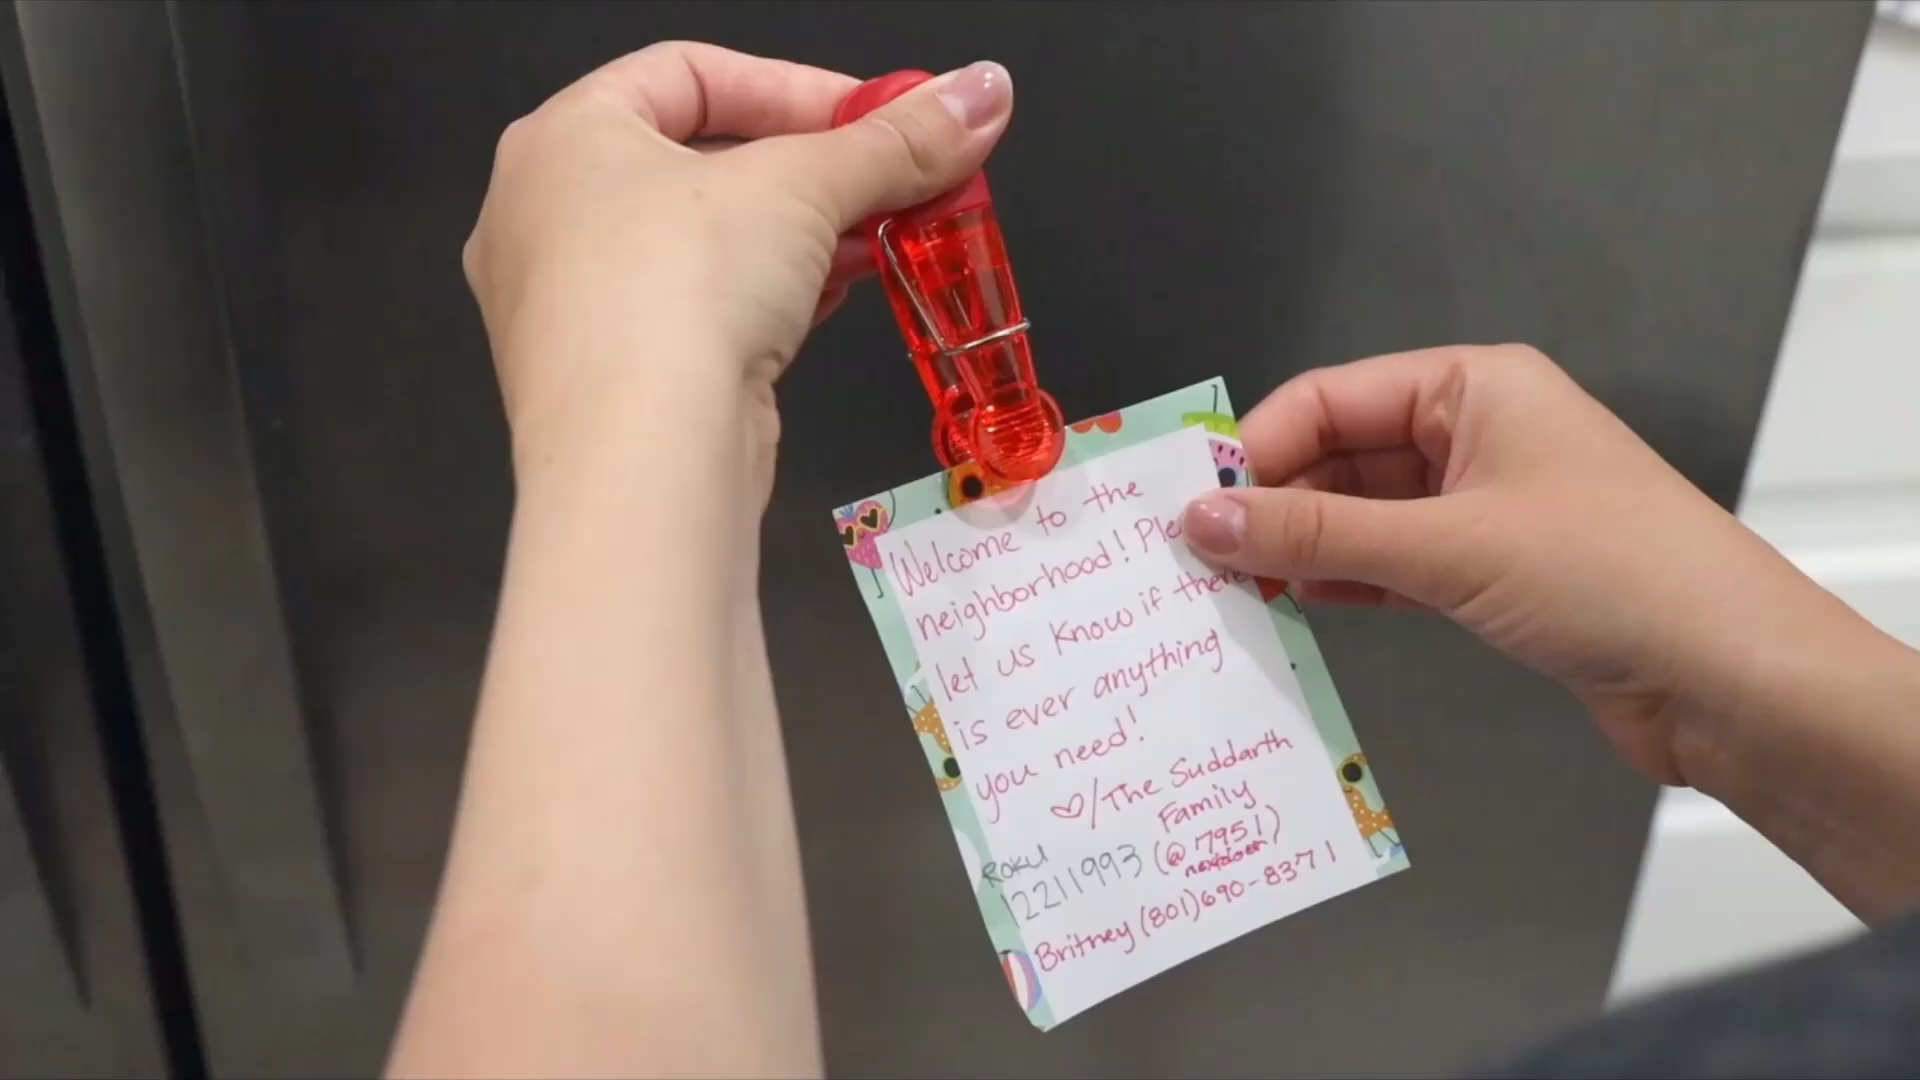 Welcome to the
neighborhood! Plea
let us know if there
is ever anything
you need!
♡/The Suddarth
Family
Roku
12211993 (@ 7951
nextdoor)
Britney (801)690-8371